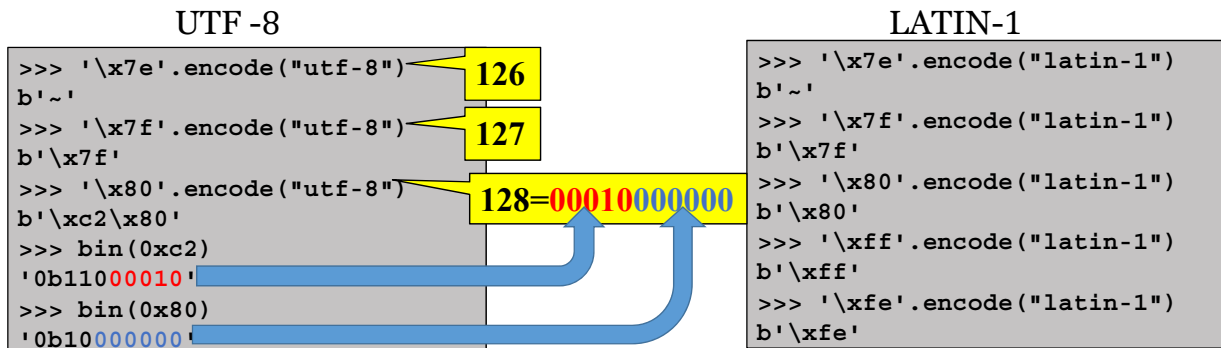 UTF -8
>>> '\x7e'.encode("utf-8")
b'~'
>>> '\x7f'.encode("utf-8")
b'\x7f'
>>> '\x80'.encode("utf-8")
b'\xc2\x80'
>>> bin(0xc2)
'0b11000010'
>>> bin(0x80)
'0b10000000'
126
127
128=00010000000
LATIN-1
>>> '\x7e'.encode("latin-1")
b'~'
>>> '\x7f'.encode("latin-1")
b'\x7f'
>>> '\x80'.encode("latin-1")
b'\x80'
>>> '\xff'.encode("latin-1")
b'\xff'
>>> '\xfe'.encode("latin-1")
b'\xfe'